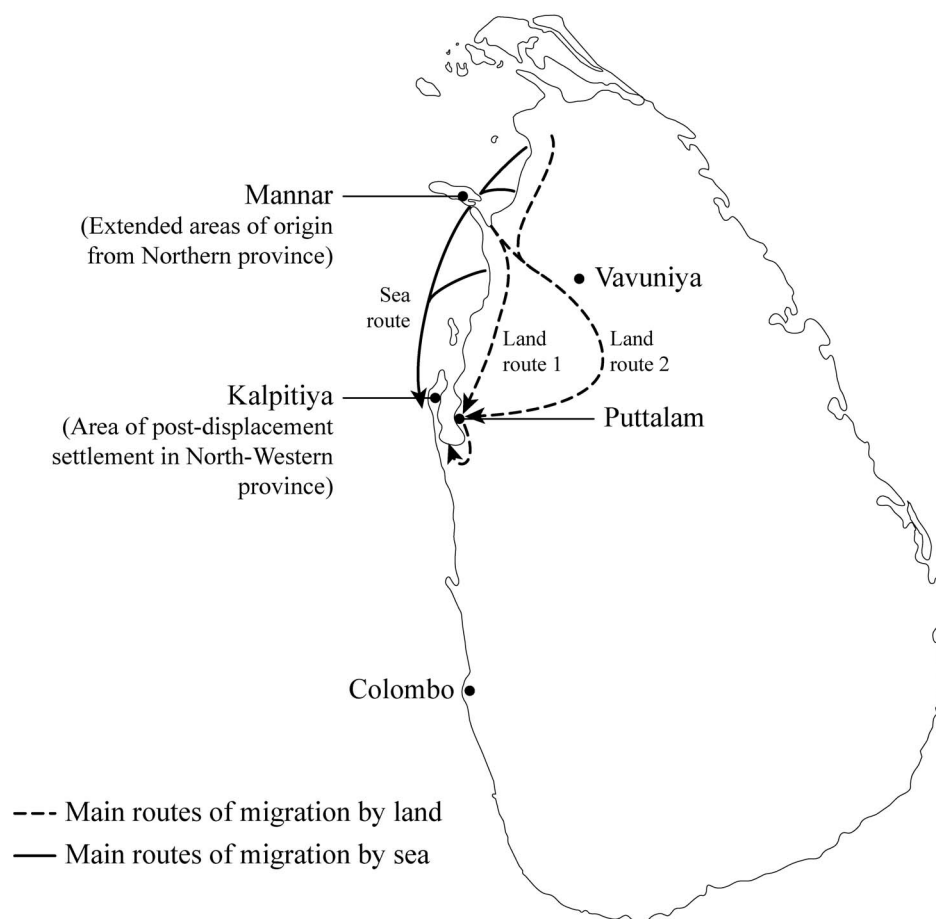 Mannar
(Extended areas of origin
from Northern province)
Vavuniya
Sea
route
Land
route 1
Land
route 2
Kalpitiya
(Area of post-displacement
settlement in North-Western
province)
Puttalam
Colombo
Main routes of migration by land
Main routes of migration by sea